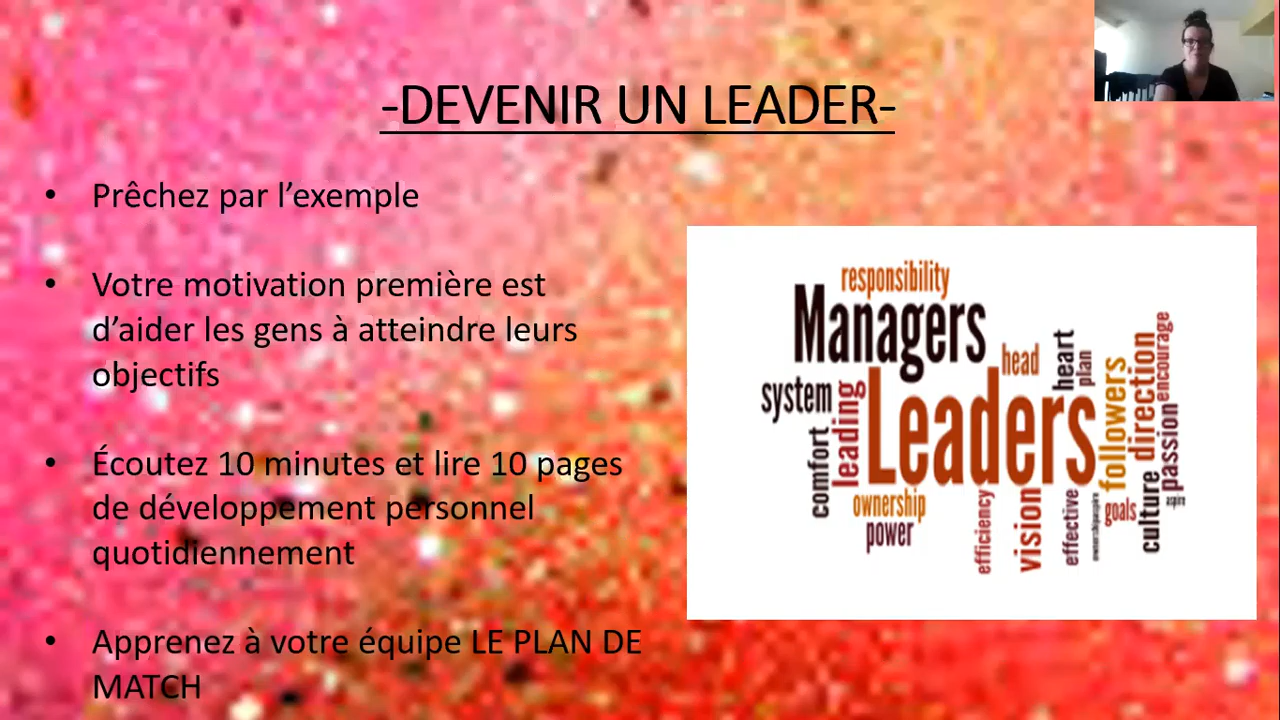 -DEVENIR UN LEADER-
• Prêchez par l’exemple
• Votre motivation première est
d’aider les gens à atteindre leurs
objectifs
• Écoutez 10 minutes et lire 10 pages
de développement personnel
quotidiennement
• Apprenez à votre équipe LE PLAN DE
MATCH
responsibility
Managers
head
heart
plan
encourage
system
leading
Leaders
followers
direction
passion
comfort
ownership
power
efficiency
vision
effective
goals
culture
aspire